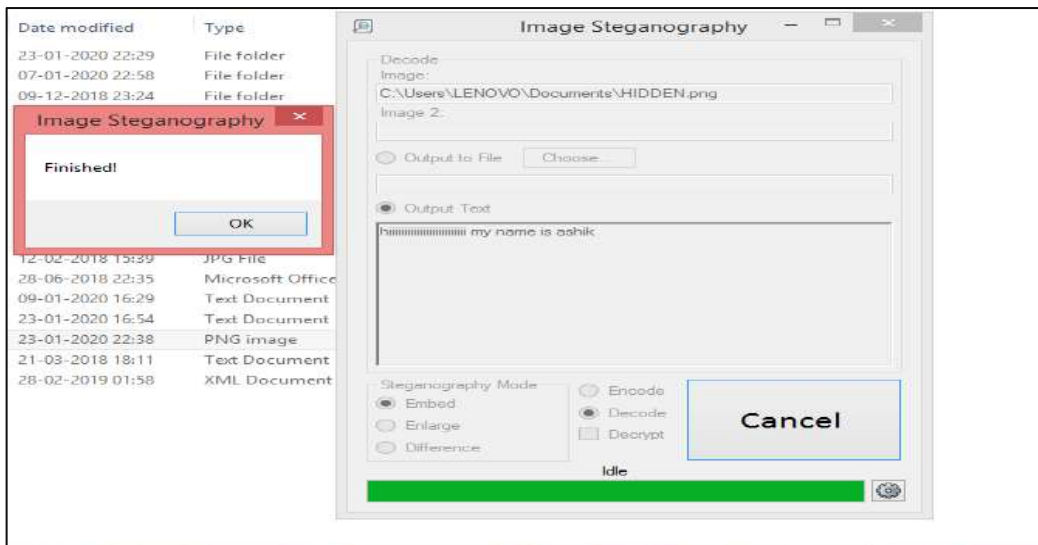 Date modified Type
23-01-2020 22:29 File folder
07-01-2020 22:58 File folder
09-12-2018 23:24 File folder
Image Steganography
Finished!
OK
12-02-2018 15:39 JPG File
28-06-2018 22:35 Microsoft Office
09-01-2020 16:29 Text Document
23-01-2020 16:54 Text Document
23-01-2020 22:38 PNG image
21-03-2018 18:11 Text Document
28-02-2019 01:58 XML Document
Image Steganography
Decode
Image:
C:\Users\LENOVO\Documents\HIDDEN.png
Image 2:
Output to File Choose...
Output Text
my name is ashik
Steganography Mode
Embed
Enlarge
Difference
Encode
Decode
Decrypt
Cancel
Idle